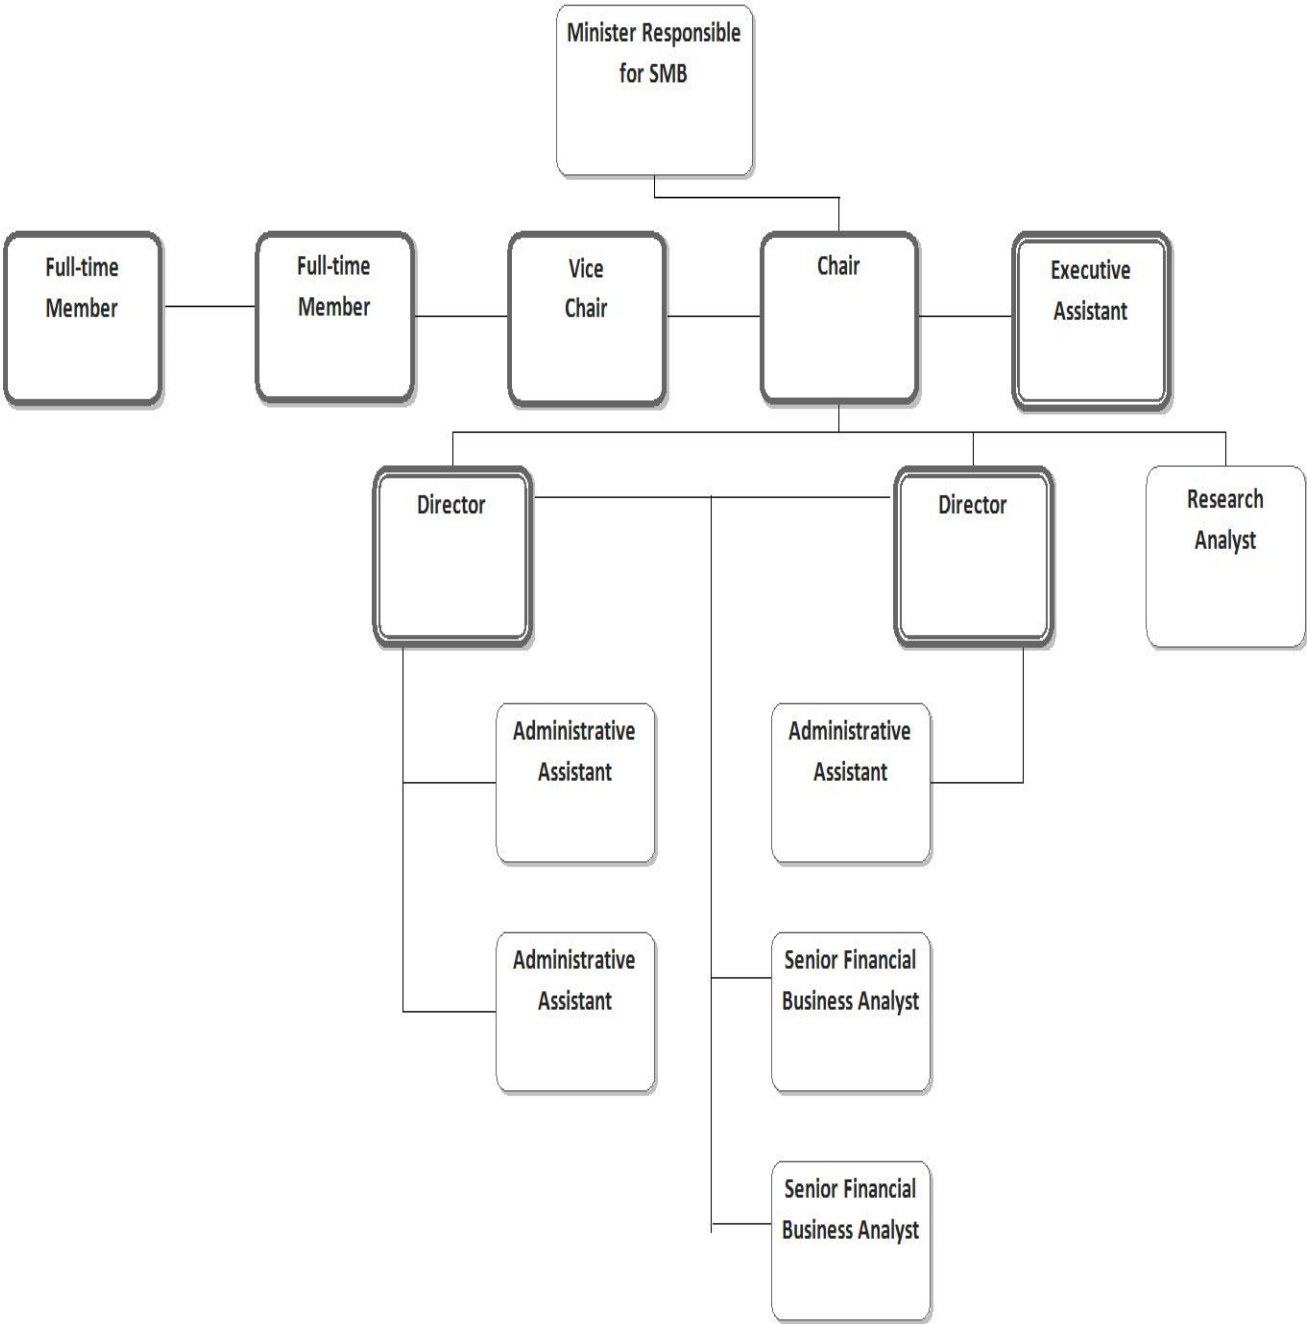 Minister Responsible
for SMB
Full-time
Member
Full-time
Member
Vice
Chair
Chair
Executive
Assistant
Director
Director
Research
Analyst
Administrative
Assistant
Administrative
Assistant
Administrative
Assistant
Senior Financial
Business Analyst
Senior Financial
Business Analyst